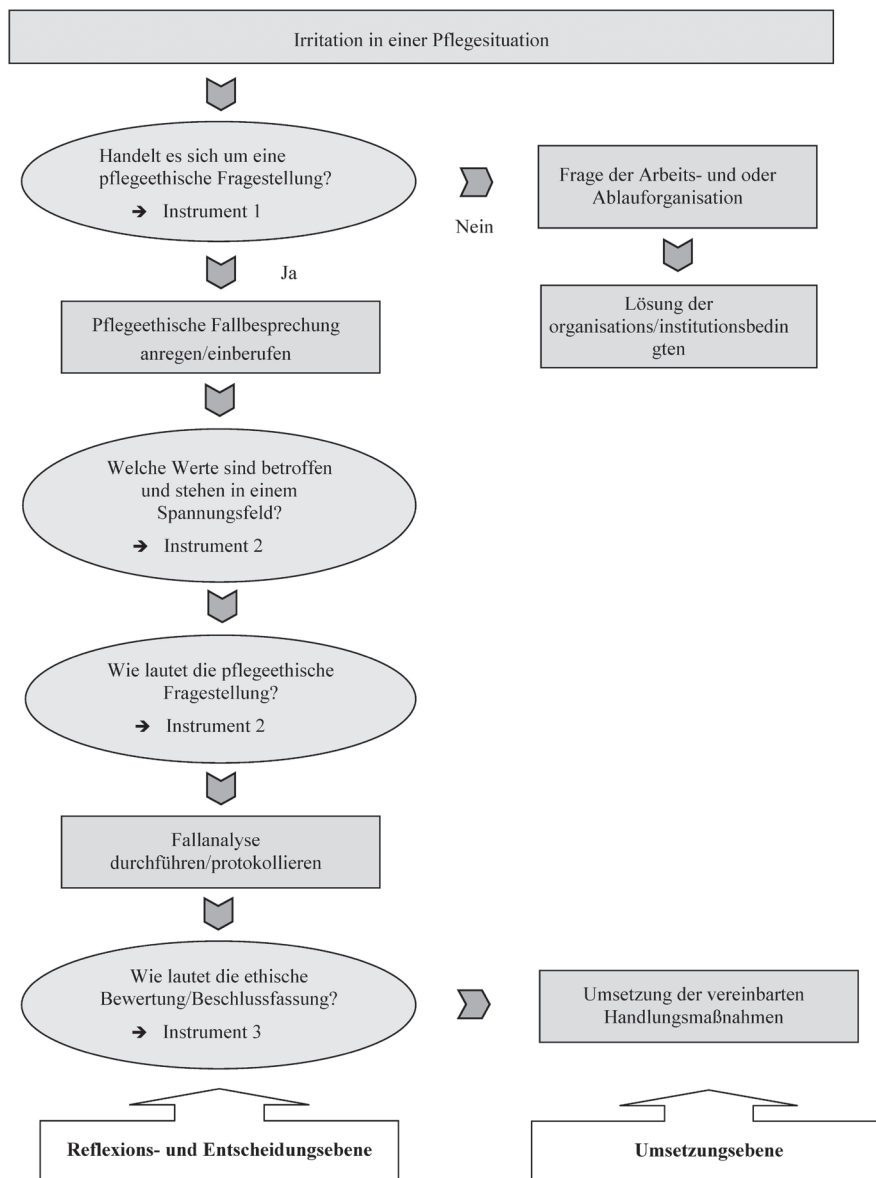 Irritation in einer Pflegesituation
Handelt es sich um eine
pflegeethische Fragestellung?
➔ Instrument 1
Nein
Frage der Arbeits- und oder
Ablauforganisation
Ja
Lösung der
organisations/institutionsbedin
gten
Pflegeethische Fallbesprechung
anregen/einberufen
Welche Werte sind betroffen
und stehen in einem
Spannungsfeld?
➔ Instrument 2
Wie lautet die pflegeethische
Fragestellung?
➔ Instrument 2
Fallanalyse
durchführen/protokollieren
Wie lautet die ethische
Bewertung/Beschlussfassung?
➔ Instrument 3
Umsetzung der vereinbarten
Handlungsmaßnahmen
Reflexions- und Entscheidungsebene
Umsetzungsebene